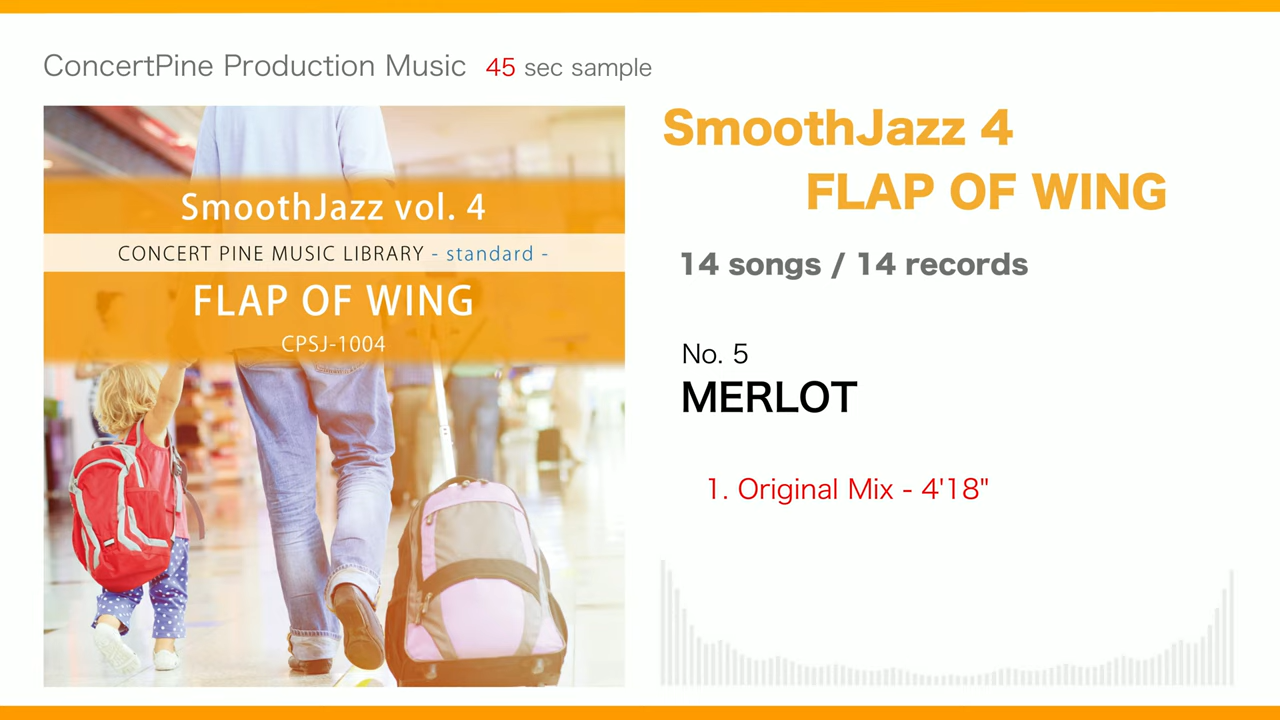 ConcertPine Production Music 45 sec sample
SmoothJazz vol. 4
CONCERT PINE MUSIC LIBRARY - standard -
FLAP OF WING
CPSJ-1004
SmoothJazz 4
FLAP OF WING
14 songs / 14 records
No. 5
MERLOT
1. Original Mix - 4'18"